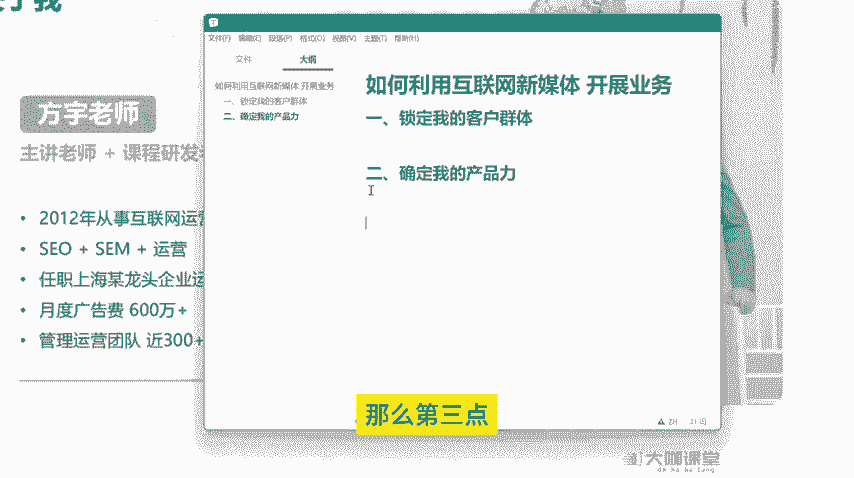 方宇老师
主讲老师 + 课程研发
• 2012年从事互联网运营
• SEO + SEM + 运营
• 任职上海某龙头企业运
• 月度广告费 600万+
• 管理运营团队 近300+
文件(F) 编辑(E) 段落(P) 格式(O) 视图(V) 主题(T) 帮助(H)
文件 大纲
如何利用互联网新媒体 开展业务
一、锁定我的客户群体
二、确定我的产品力
如何利用互联网新媒体 开展业务
一、锁定我的客户群体
二、确定我的产品力
ZH 31 词
那么第三点
大咖课堂
da ka ke tang